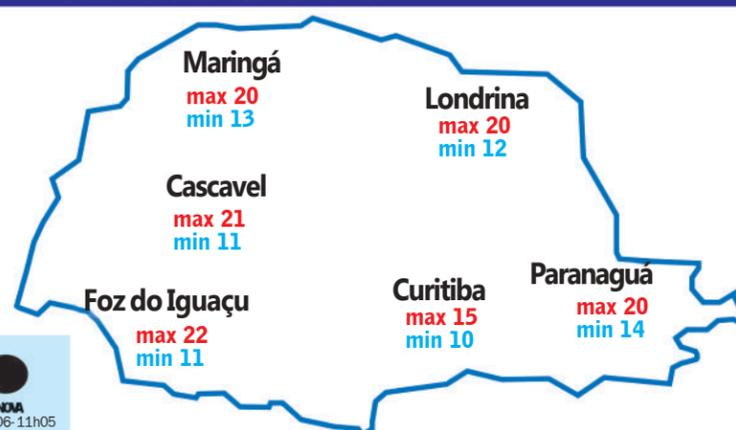 Maringá
max 20
min 13
Londrina
max 20
min 12
Cascavel
max 21
min 11
Foz do Iguaçu
max 22
min 11
Curitiba
max 15
min 10
Paranaguá
max 20
min 14
NOVA
06-11h05